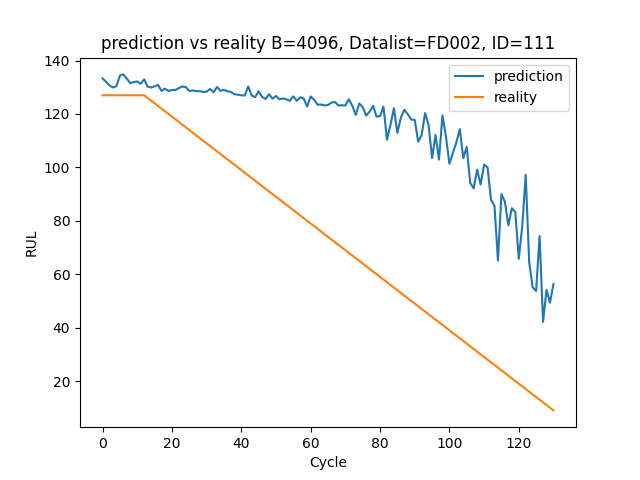 prediction vs reality B=4096, Datalist=FD002, ID=111
prediction
reality
RUL
140
120
100
80
60
40
20
0 20 40 60 80 100 120
Cycle